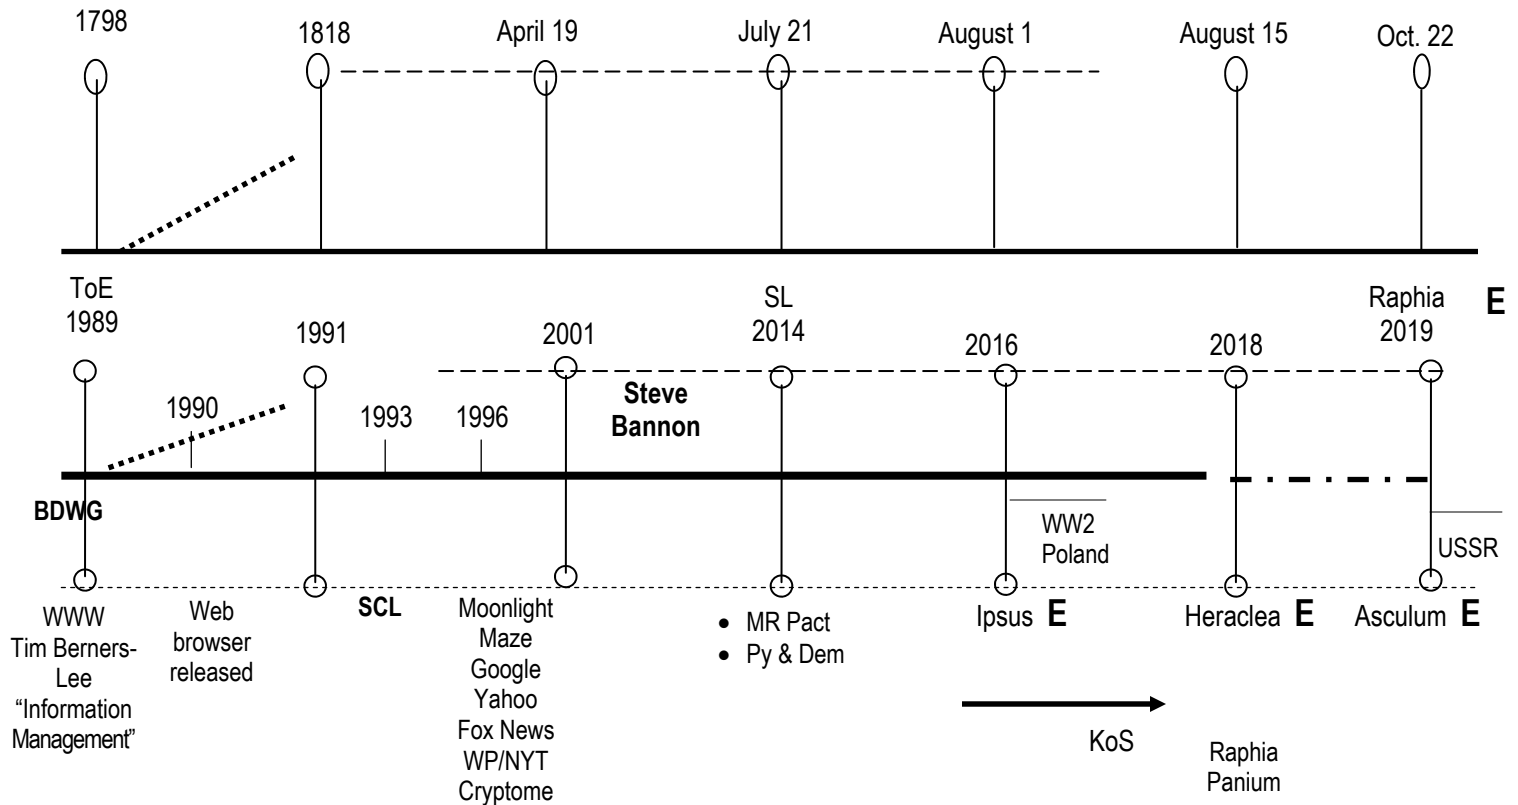 1798
1818
April 19
July 21
August 1
August 15
Oct. 22
ToE
1989
1991
2001
SL
2014
2016
2018
Raphia
2019
E
1990
1993
1996
Steve
Bannon
BDWG
WW2
Poland
USSR
WWW
Tim Berners-
Lee
“Information
Management”
Web
browser
released
SCL
Moonlight
Maze
Google
Yahoo
Fox News
WP/NYT
Cryptome
• MR Pact
• Py & Dem
Ipsus E
Heraclea E
Asculum E
KoS
Raphia
Panium